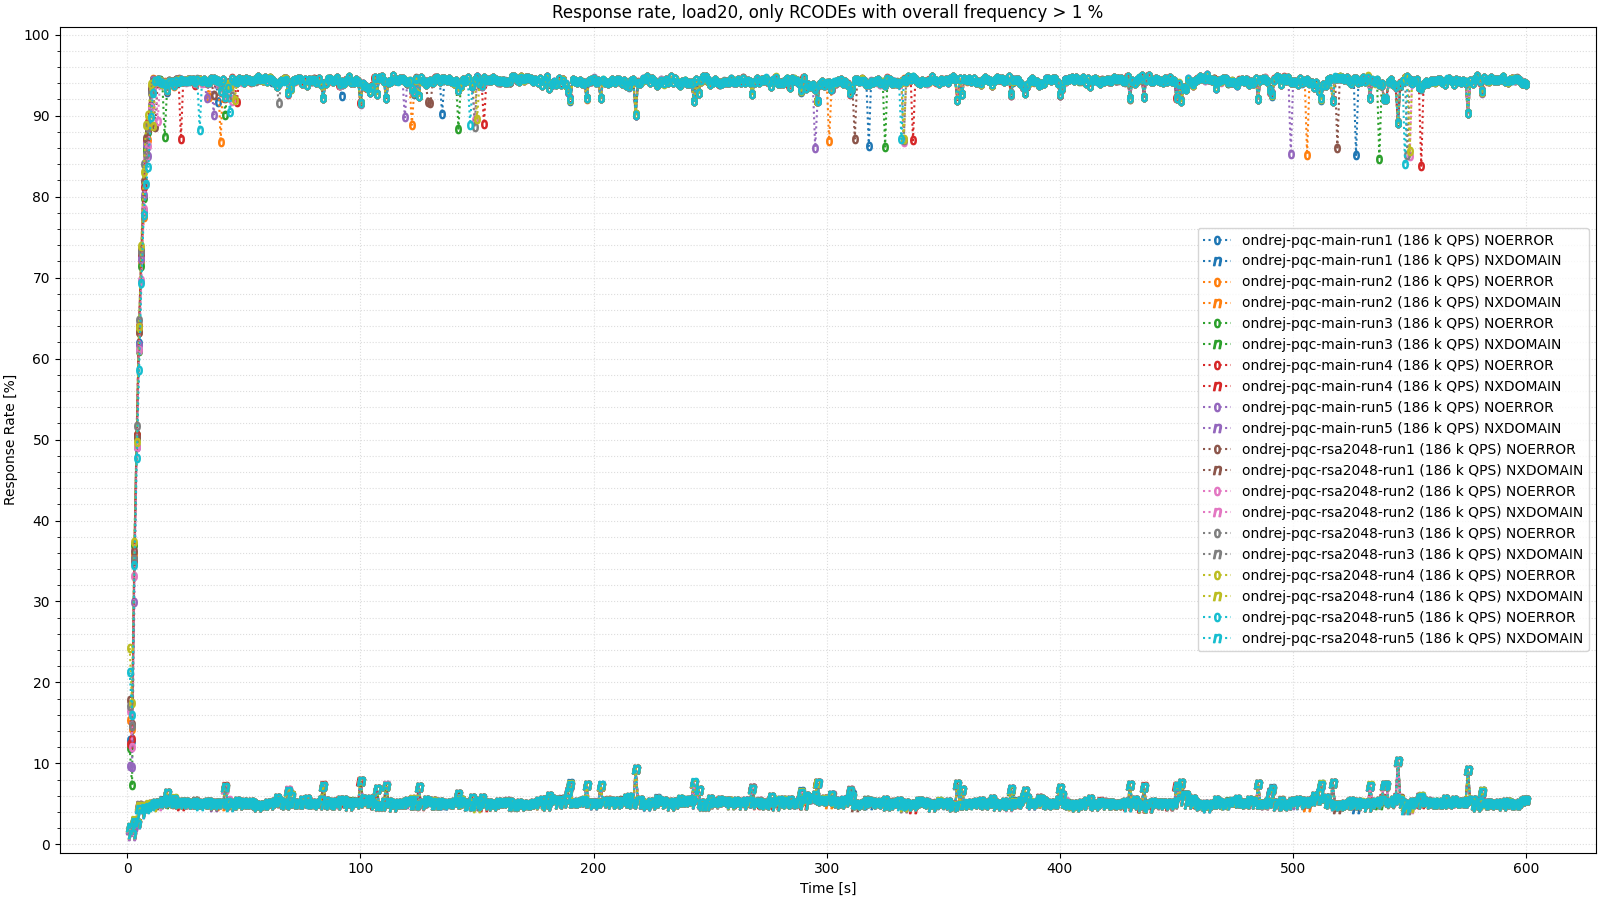 Response rate, load20, only RCODEs with overall frequency > 1 %
100
90
80
70
60
50
40
30
20
10
0
Response Rate [%]
0 100 200 300 400 500 600
Time [s]
ondrej-pqc-main-run1 (186 k QPS) NOERROR
ondrej-pqc-main-run1 (186 k QPS) NXDOMAIN
ondrej-pqc-main-run2 (186 k QPS) NOERROR
ondrej-pqc-main-run2 (186 k QPS) NXDOMAIN
ondrej-pqc-main-run3 (186 k QPS) NOERROR
ondrej-pqc-main-run3 (186 k QPS) NXDOMAIN
ondrej-pqc-main-run4 (186 k QPS) NOERROR
ondrej-pqc-main-run4 (186 k QPS) NXDOMAIN
ondrej-pqc-main-run5 (186 k QPS) NOERROR
ondrej-pqc-main-run5 (186 k QPS) NXDOMAIN
ondrej-pqc-rsa2048-run1 (186 k QPS) NOERROR
ondrej-pqc-rsa2048-run1 (186 k QPS) NXDOMAIN
ondrej-pqc-rsa2048-run2 (186 k QPS) NOERROR
ondrej-pqc-rsa2048-run2 (186 k QPS) NXDOMAIN
ondrej-pqc-rsa2048-run3 (186 k QPS) NOERROR
ondrej-pqc-rsa2048-run3 (186 k QPS) NXDOMAIN
ondrej-pqc-rsa2048-run4 (186 k QPS) NOERROR
ondrej-pqc-rsa2048-run4 (186 k QPS) NXDOMAIN
ondrej-pqc-rsa2048-run5 (186 k QPS) NOERROR
ondrej-pqc-rsa2048-run5 (186 k QPS) NXDOMAIN